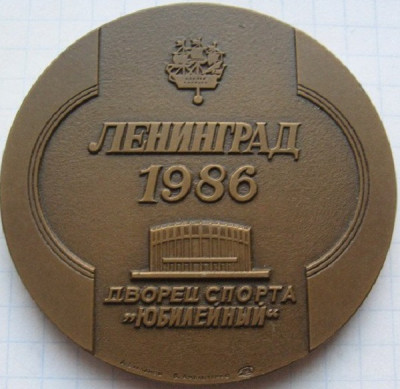 ЛЕНИНГРАД
1986
ДВОРЕЦ СПОРТА
„ЮБИЛЕЙНЫЙ“